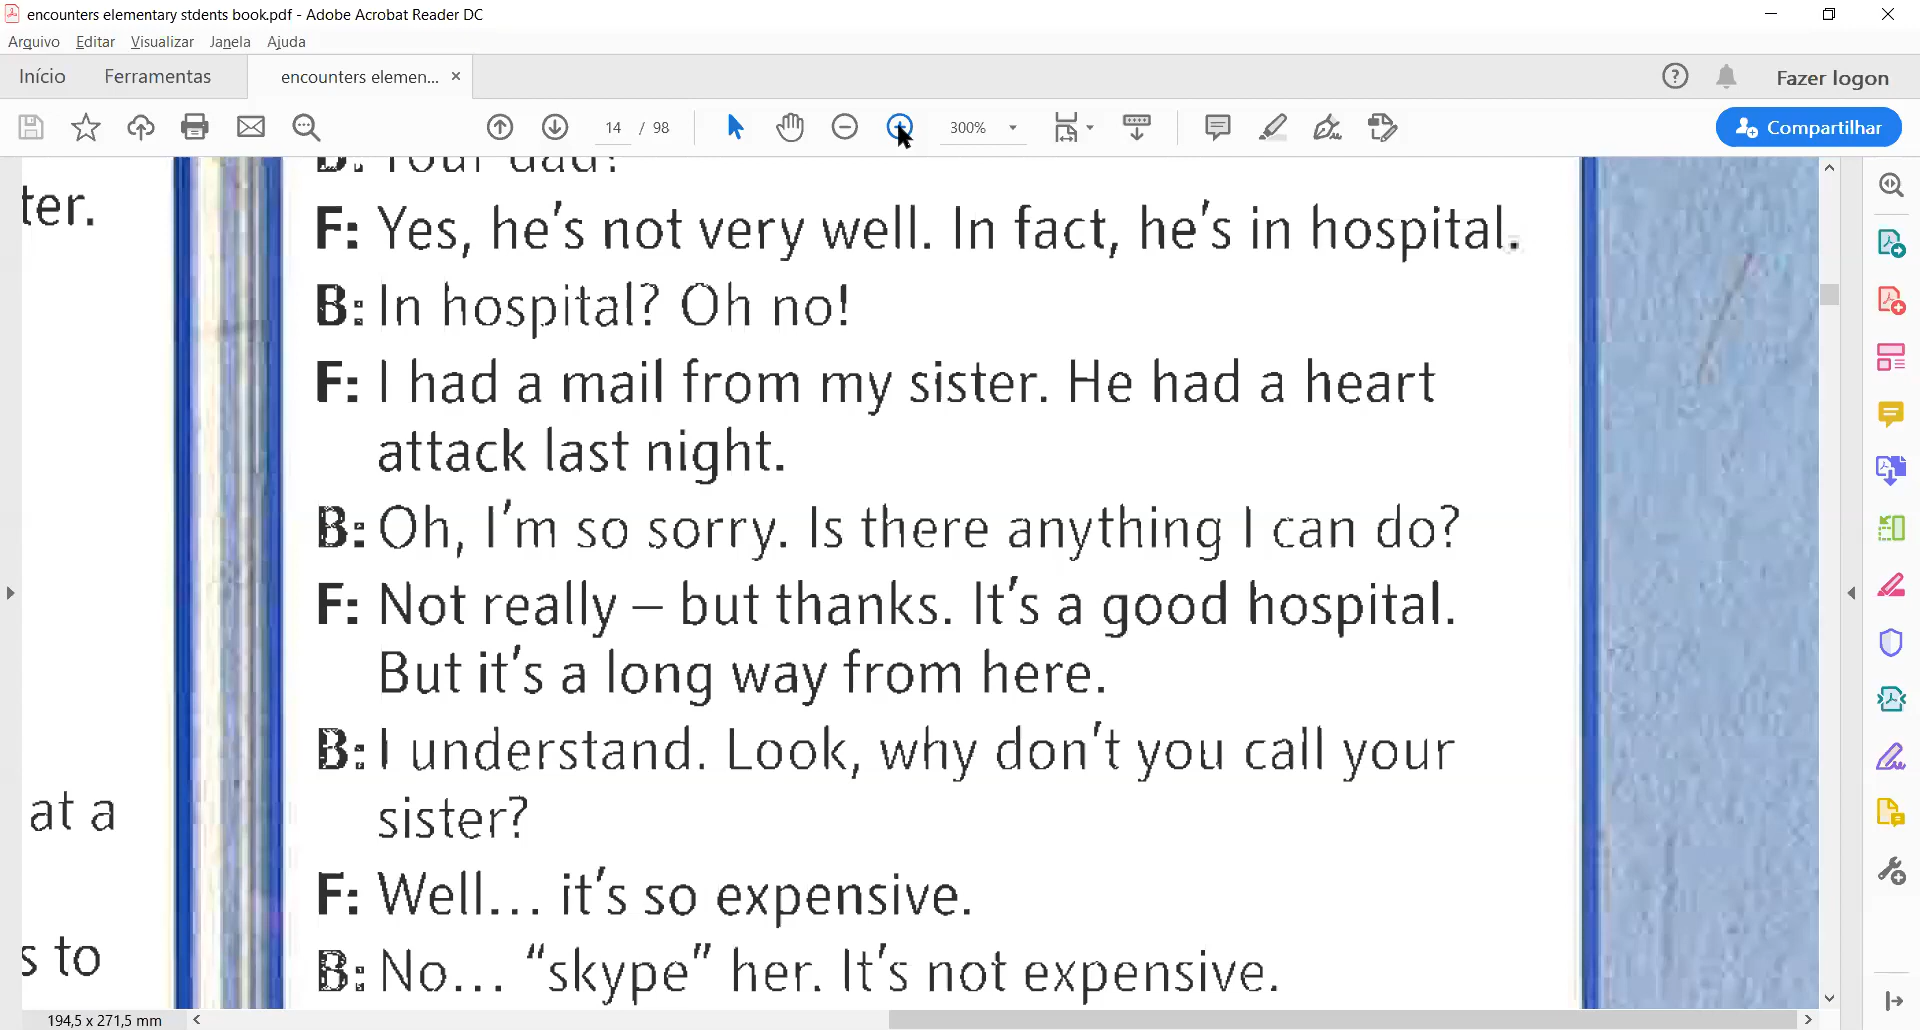 encounters elementary stdents book.pdf - Adobe Acrobat Reader DC
Arquivo Editar Visualizar Janela Ajuda
Início Ferramentas encounters elemen... × Fazer logon
14 / 98 300% Compartilhar
B: Your dad?
ter.
F: Yes, he's not very well. In fact, he's in hospital.
B: In hospital? Oh no!
F: I had a mail from my sister. He had a heart
attack last night.
B: Oh, I'm so sorry. Is there anything I can do?
F: Not really – but thanks. It's a good hospital.
But it's a long way from here.
B: I understand. Look, why don't you call your
at a
sister?
F: Well... it's so expensive.
s to
B: No... “skype” her. It's not expensive.
194,5 x 271,5 mm